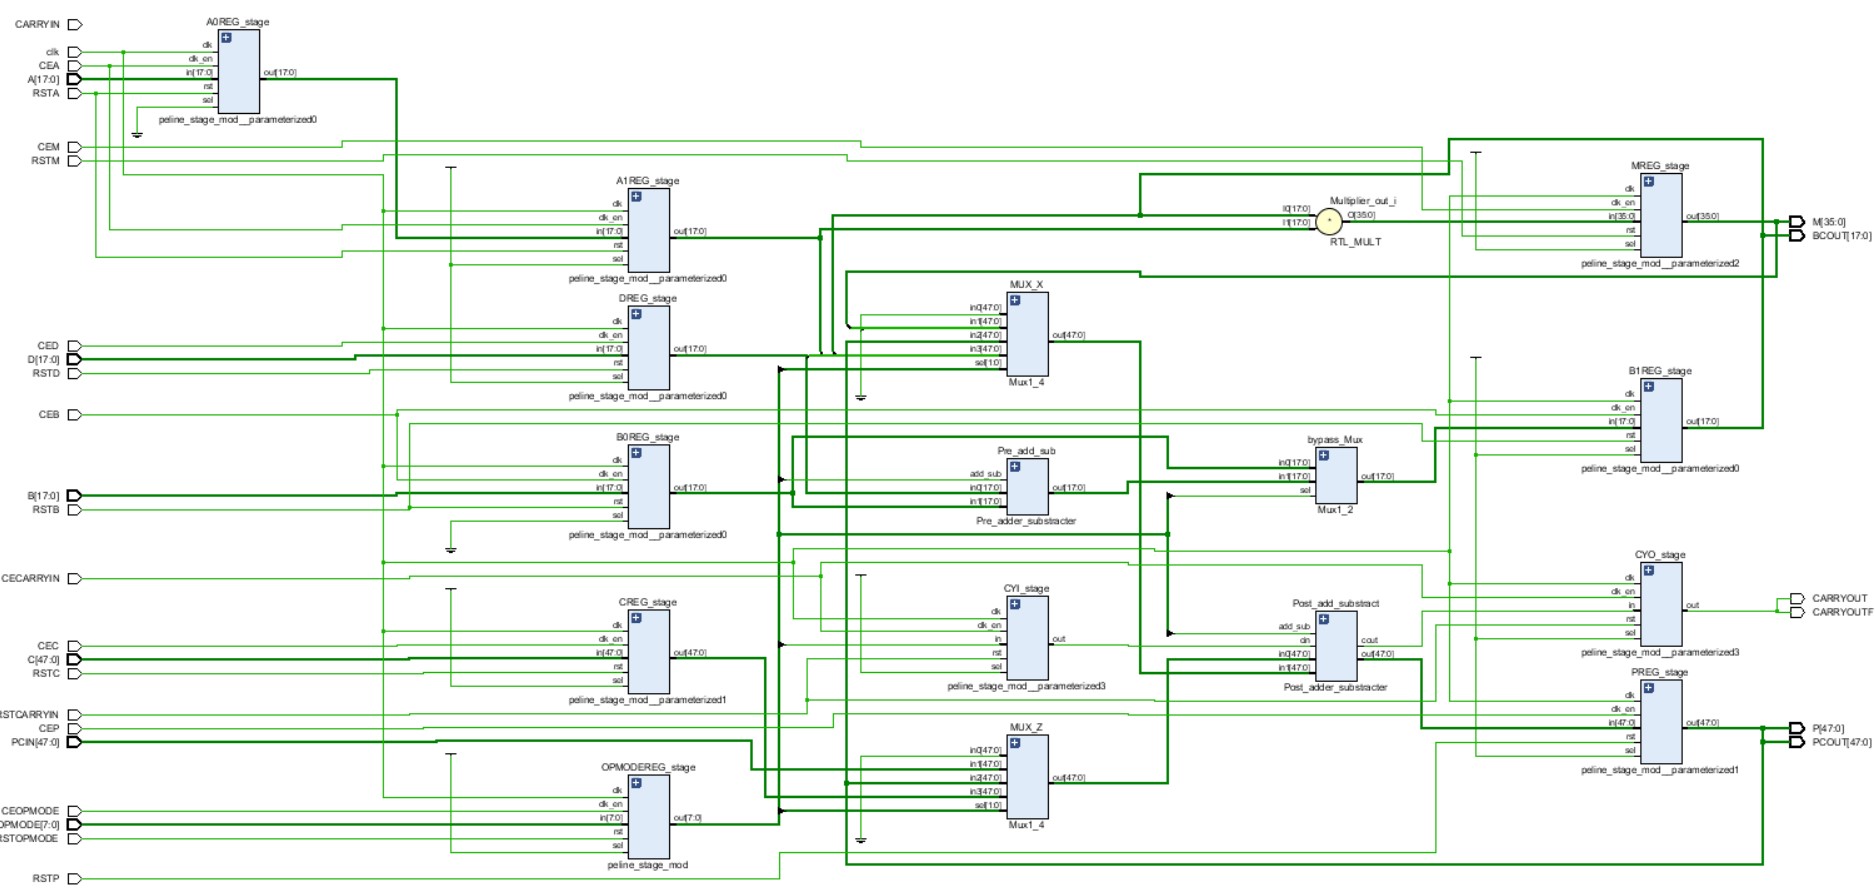 CARRYIN
clk
CEA
A[17:0]
RSTA
A0REG_stage
clk
clk_en
in[17:0]
rst
sel
out[17:0]
peline_stage_mod__parameterized0
CEM
RSTM
A1REG_stage
clk
clk_en
in[17:0]
rst
sel
out[17:0]
peline_stage_mod__parameterized0
DREG_stage
CED
D[17:0]
RSTD
clk
clk_en
in[17:0]
rst
sel
out[17:0]
peline_stage_mod__parameterized0
CEB
B0REG_stage
B[17:0]
RSTB
clk
clk_en
in[17:0]
rst
sel
out[17:0]
peline_stage_mod__parameterized0
CECARRYIN
CREG_stage
CEC
C[47:0]
RSTC
clk
clk_en
in[47:0]
rst
sel
out[47:0]
peline_stage_mod__parameterized1
RSTCARRYIN
CEP
PCIN[47:0]
OPMODEREG_stage
CEOPMODE
OPMODE[7:0]
RSTOPMODE
clk
clk_en
in[7:0]
rst
sel
out[7:0]
peline_stage_mod
RSTP
MUX_X
in0[47:0]
in1[47:0]
in2[47:0]
in3[47:0]
sel[1:0]
out[47:0]
Mux1_4
Pre_add_sub
add_sub
in0[17:0]
in1[17:0]
out[17:0]
Pre_adder_substracter
CYI_stage
clk
clk_en
in
rst
sel
out
peline_stage_mod__parameterized3
MUX_Z
in0[47:0]
in1[47:0]
in2[47:0]
in3[47:0]
sel[1:0]
out[47:0]
Mux1_4
Multiplier_out_i
I0[17:0]
I1[17:0]
O[35:0]
RTL_MULT
bypass_Mux
in0[17:0]
in1[17:0]
sel
out[17:0]
Mux1_2
Post_add_substract
add_sub
cin
in0[47:0]
in1[47:0]
cout
out[47:0]
Post_adder_substracter
MREG_stage
clk
clk_en
in[35:0]
rst
sel
out[35:0]
peline_stage_mod__parameterized2
M[35:0]
BCOUT[17:0]
B1REG_stage
clk
clk_en
in[17:0]
rst
sel
out[17:0]
peline_stage_mod__parameterized0
CYO_stage
clk
clk_en
in
rst
sel
out
peline_stage_mod__parameterized3
CARRYOUT
CARRYOUTF
PREG_stage
clk
clk_en
in[47:0]
rst
sel
out[47:0]
peline_stage_mod__parameterized1
P[47:0]
PCOUT[47:0]